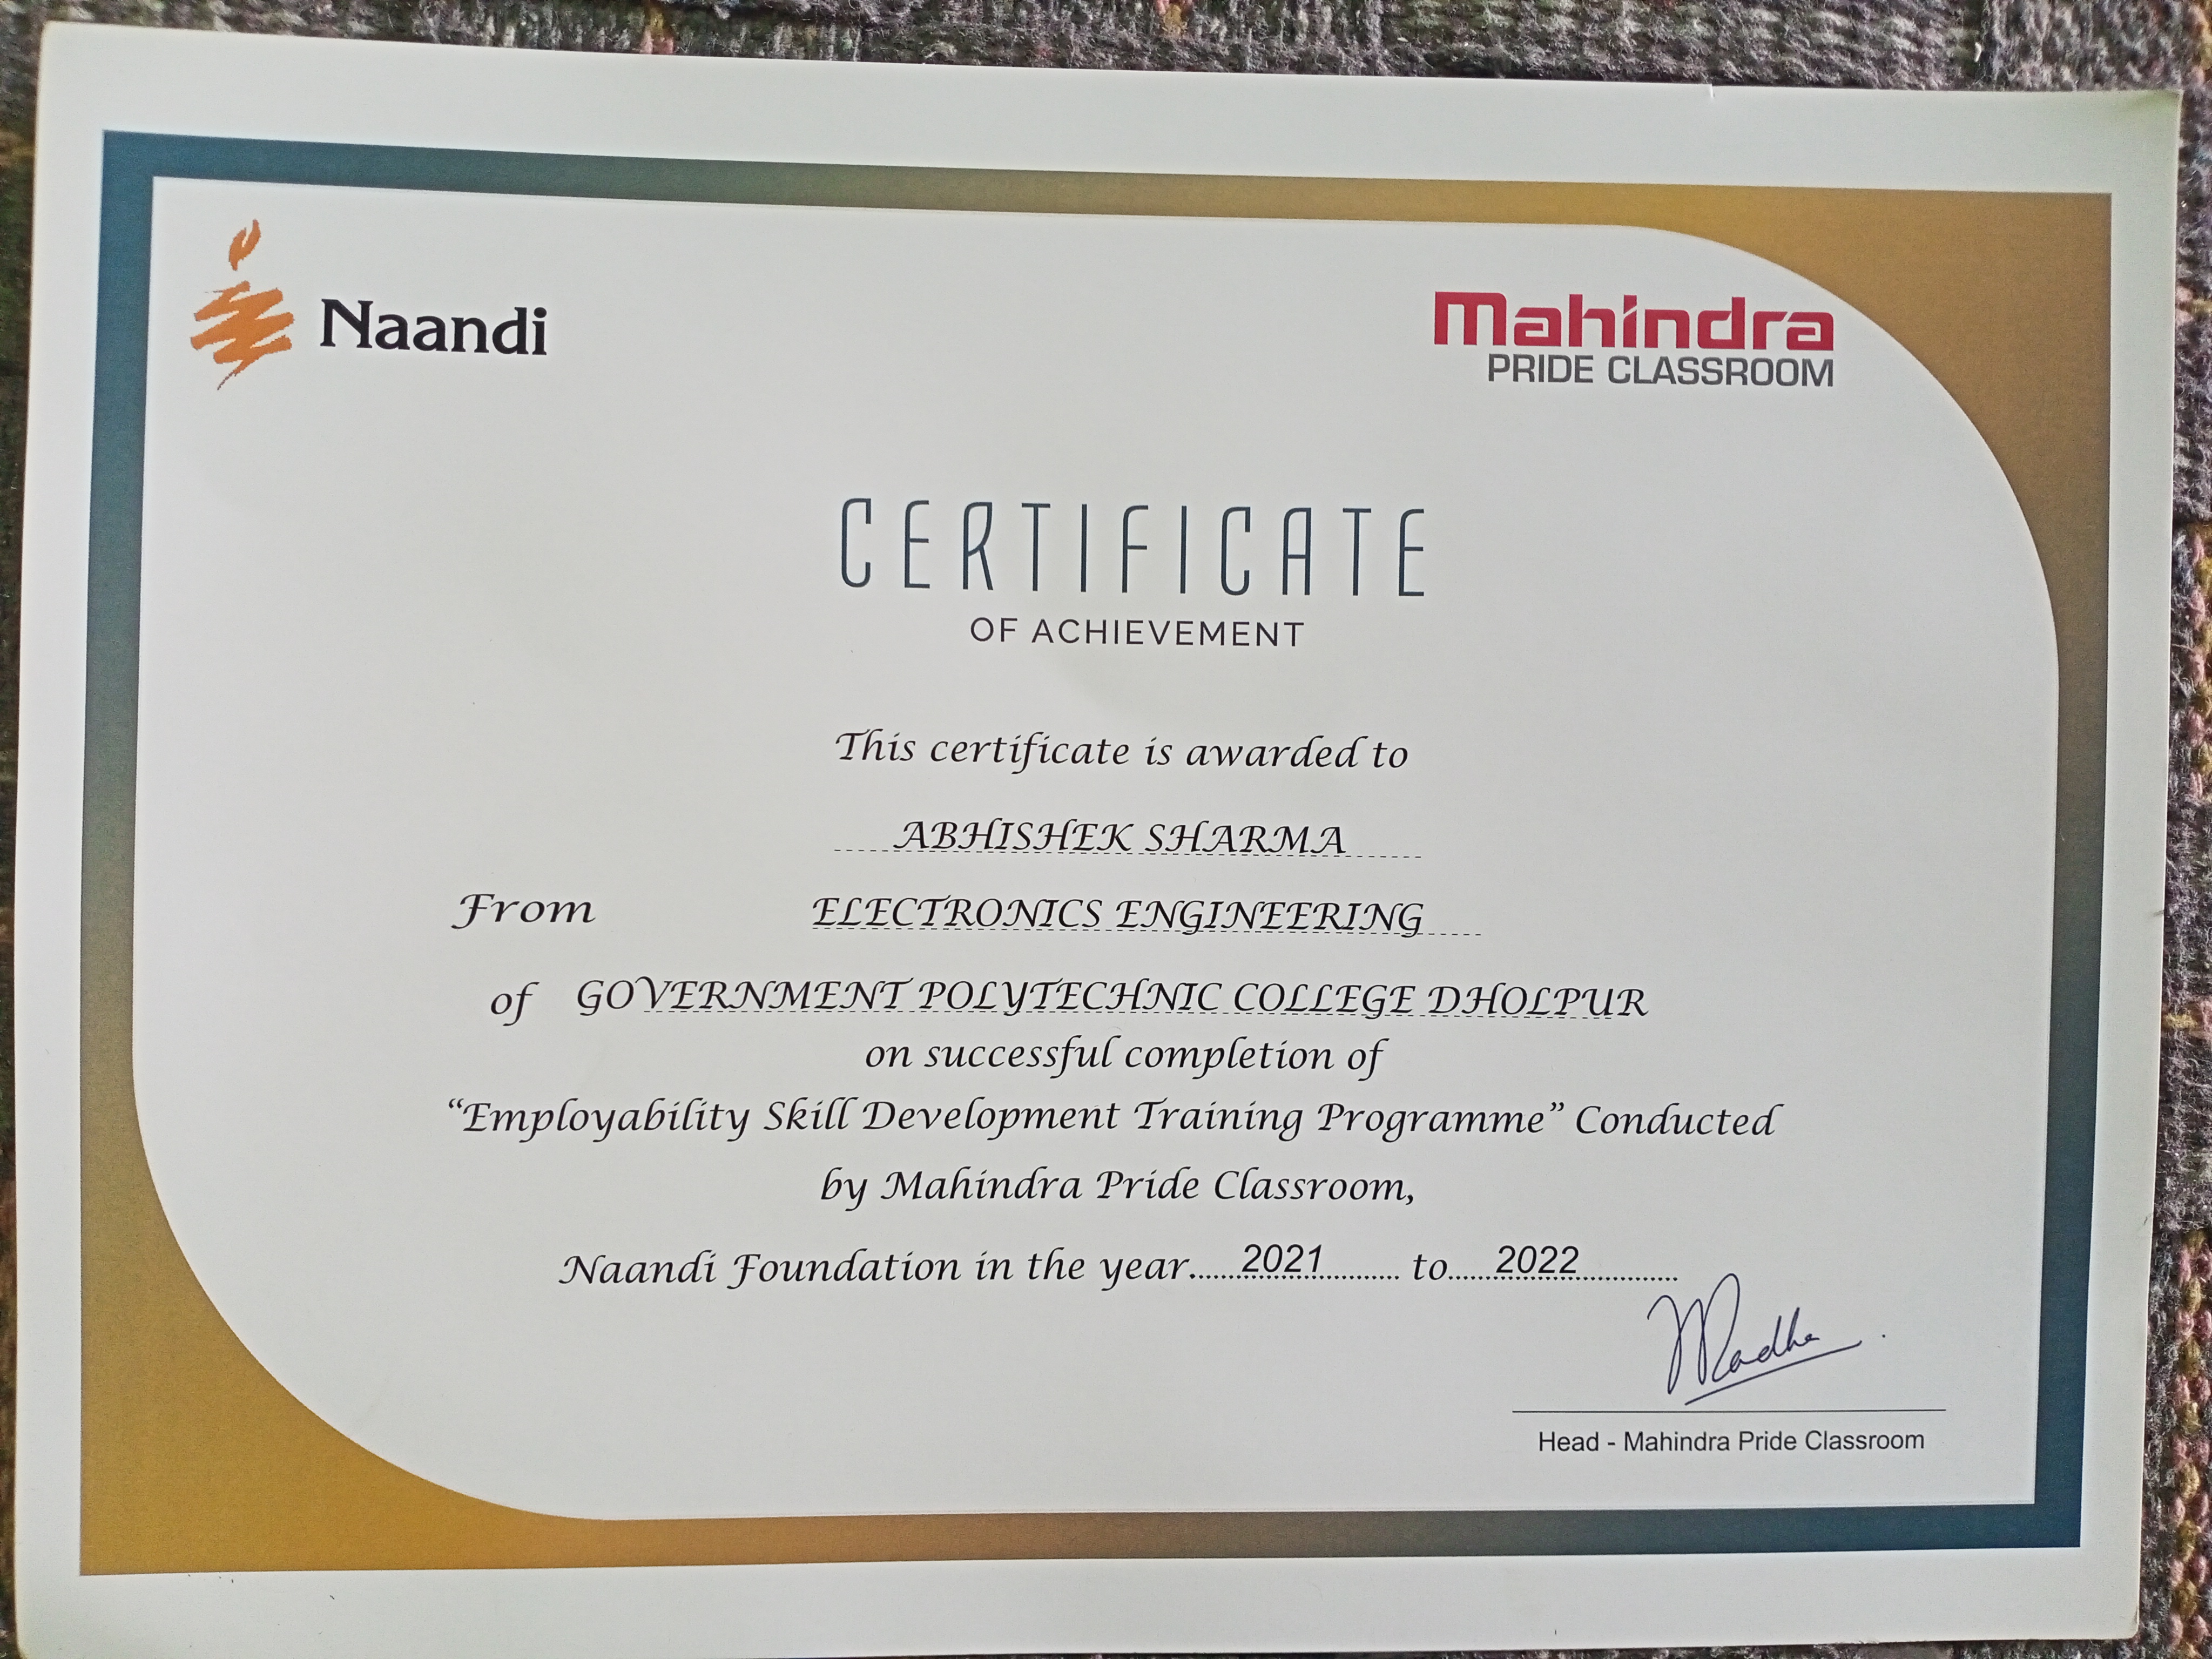 Naandi
Mahindra
PRIDE CLASSROOM
CERTIFICATE
OF ACHIEVEMENT
This certificate is awarded to
ABHISHEK SHARMA
From ELECTRONICS ENGINEERING
of GOVERNMENT POLYTECHNIC COLLEGE DHOLPUR
on successful completion of
“Employability Skill Development Training Programme” Conducted
by Mahindra Pride Classroom,
Naandi Foundation in the year 2021 to 2022
Head - Mahindra Pride Classroom